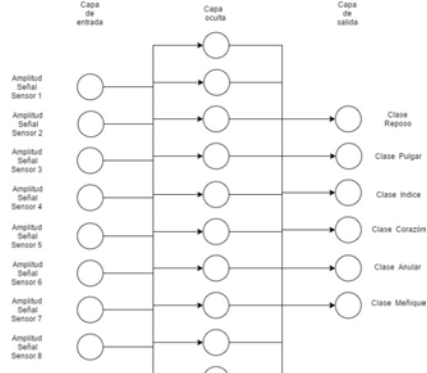 Capa
de
entrada
Capa
oculta
Capa
de
salida
Amplitud
Señal
Sensor 1
Amplitud
Señal
Sensor 2
Amplitud
Señal
Sensor 3
Amplitud
Señal
Sensor 4
Amplitud
Señal
Sensor 5
Amplitud
Señal
Sensor 6
Amplitud
Señal
Sensor 7
Amplitud
Señal
Sensor 8
Clase
Reposo
Clase Pulgar
Clase Indice
Clase Corazón
Clase Anular
Clase Meñique